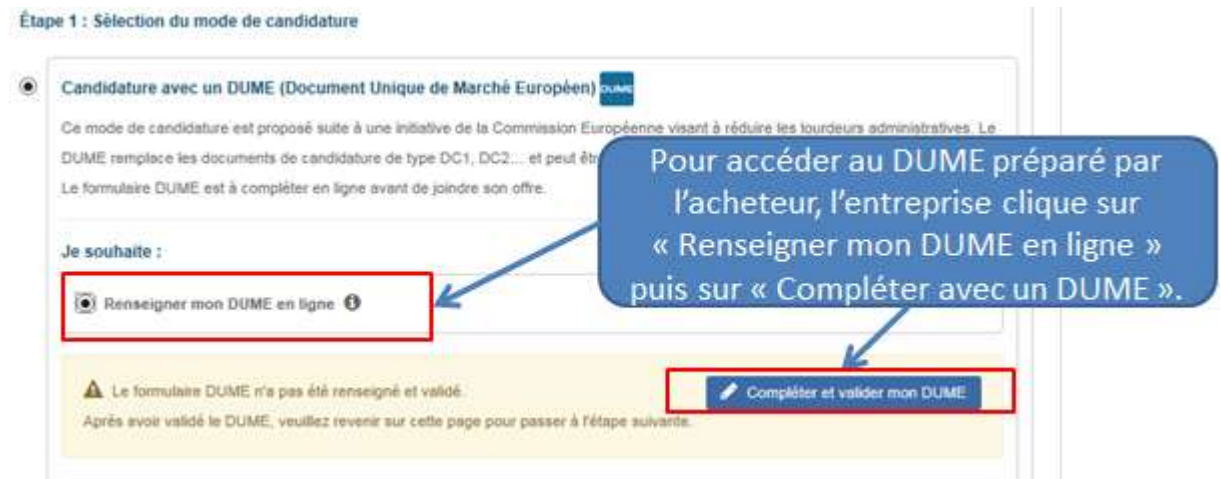 Étape 1 : Sélection du mode de candidature
Candidature avec un DUME (Document Unique de Marché Européen) DUME
Ce mode de candidature est proposé suite à une initiative de la Commission Européenne visant à réduire les lourdeurs administratives. Le
DUME remplace les documents de candidature de type DC1, DC2... et peut
Le formulaire DUME est à compléter en ligne avant de joindre son offre.
Pour accéder au DUME préparé par
l'acheteur, l'entreprise clique sur
« Renseigner mon DUME en ligne »
puis sur « Compléter avec un DUME ».
Je souhaite :
Renseigner mon DUME en ligne
Le formulaire DUME n'a pas été renseigné et validé.
Compléter et valider mon DUME
Après avoir validé le DUME, veuillez revenir sur cette page pour passer à l'étape suivante.